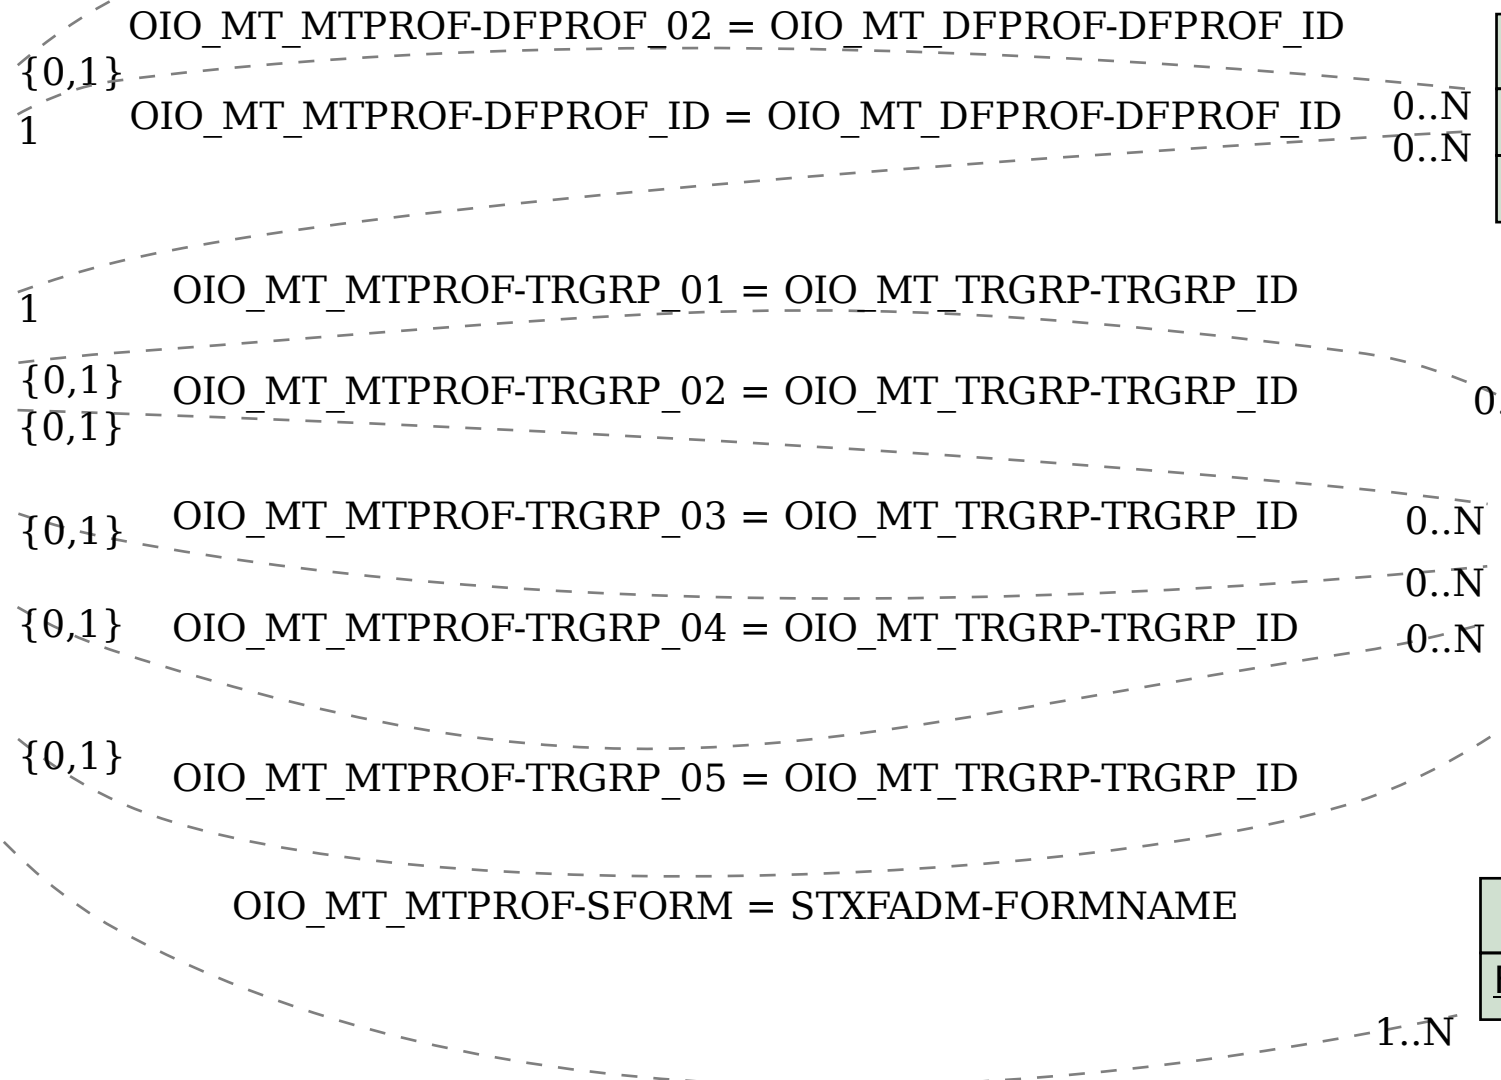 OIO_MT_MTPROF-DFPROF_02 = OIO_MT_DFPROF-DFPROF_ID
{0,1}
0..N
1
OIO_MT_MTPROF-DFPROF_ID = OIO_MT_DFPROF-DFPROF_ID
0..N
1
OIO_MT_MTPROF-TRGRP_01 = OIO_MT_TRGRP-TRGRP_ID
{0,1}
OIO_MT_MTPROF-TRGRP_02 = OIO_MT_TRGRP-TRGRP_ID
0.
{0,1}
{0,1}
OIO_MT_MTPROF-TRGRP_03 = OIO_MT_TRGRP-TRGRP_ID
0..N
0..N
{0,1}
OIO_MT_MTPROF-TRGRP_04 = OIO_MT_TRGRP-TRGRP_ID
0..N
{0,1}
OIO_MT_MTPROF-TRGRP_05 = OIO_MT_TRGRP-TRGRP_ID
OIO_MT_MTPROF-SFORM = STXFADM-FORMNAME
1..N